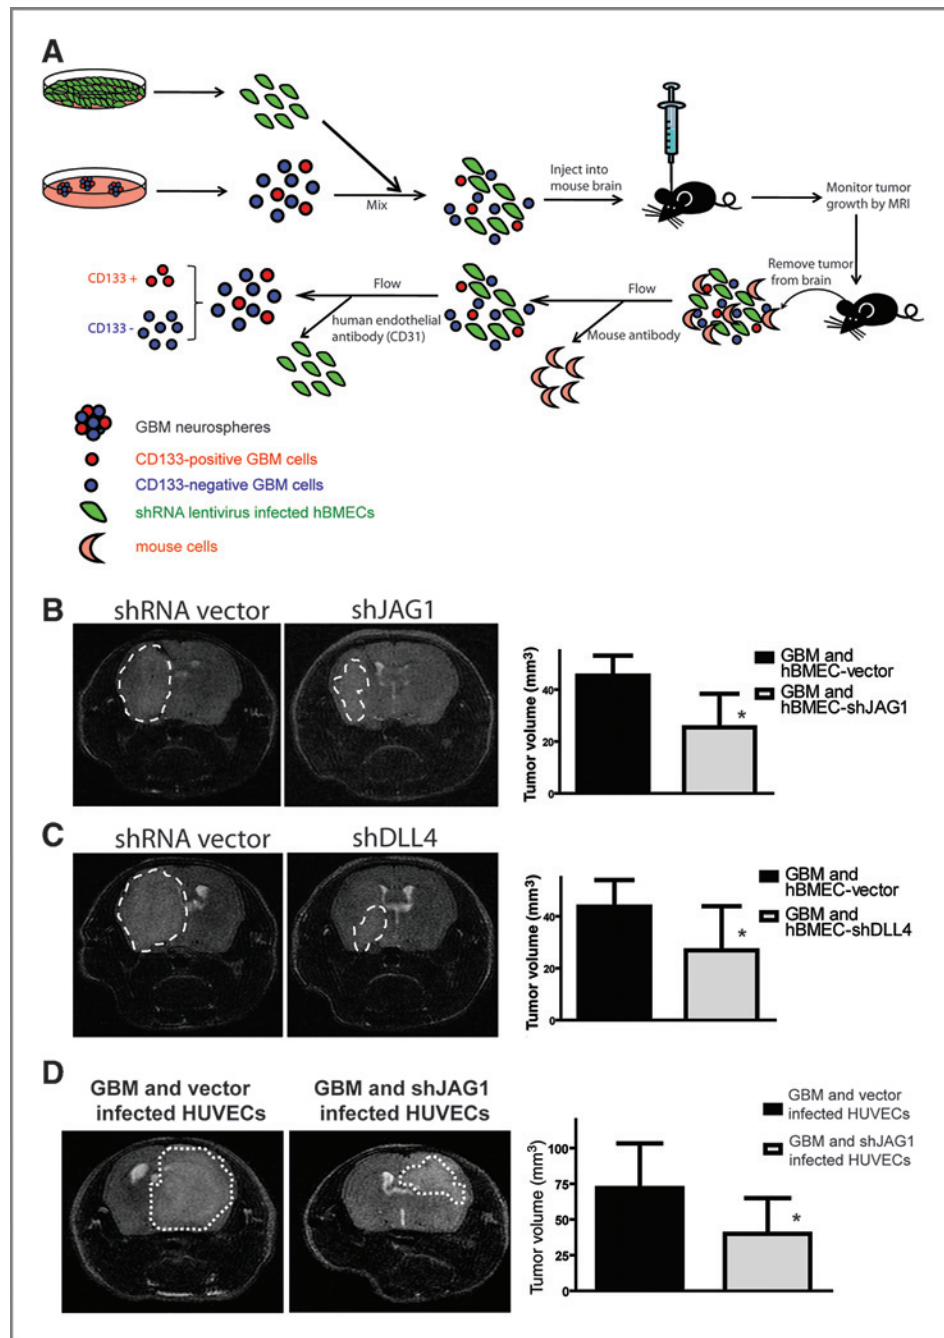 A
Mix
Inject into
mouse brain
Monitor tumor
growth by MRI
Remove tumor
from brain
Flow
Mouse antibody
Flow
human endothelial
antibody (CD31)
CD133 +
CD133 -
GBM neurospheres
CD133-positive GBM cells
CD133-negative GBM cells
shRNA lentivirus infected hBMECs
mouse cells
B
shRNA vector
shJAG1
Tumor volume (mm3)
40
20
0
*
GBM and
hBMEC-vector
GBM and
hBMEC-shJAG1
C
shRNA vector
shDLL4
Tumor volume (mm3)
40
20
0
*
GBM and
hBMEC-vector
GBM and
hBMEC-shDLL4
D
GBM and vector
infected HUVECs
GBM and shJAG1
infected HUVECs
Tumor volume (mm3)
100
75
50
25
0
*
GBM and vector
infected HUVECs
GBM and shJAG1
infected HUVECs